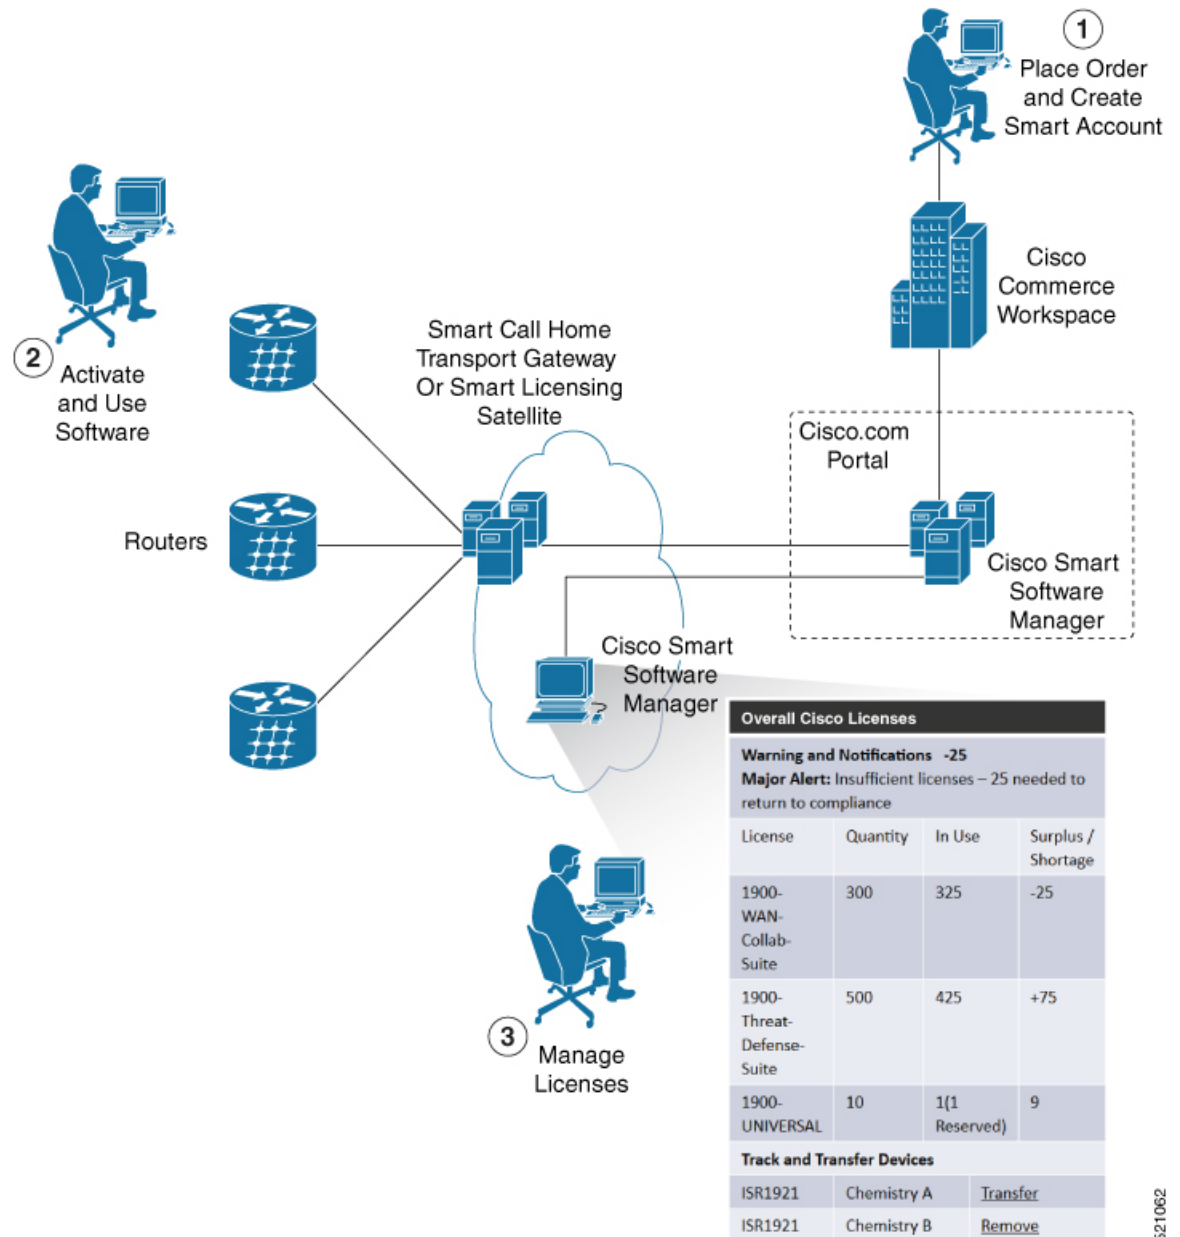 1
Place Order
and Create
Smart Account
Cisco
Commerce
Workspace
2
Activate
and Use
Software
Smart Call Home
Transport Gateway
Or Smart Licensing
Satellite
Cisco.com
Portal
Routers
Cisco Smart
Software
Manager
Cisco Smart
Software
Manager
3
Manage
Licenses
Overall Cisco Licenses
Warning and Notifications -25
Major Alert: Insufficient licenses – 25 needed to
return to compliance
License Quantity In Use Surplus /
Shortage
1900- 300 325 -25
WAN-
Collab-
Suite
1900- 500 425 +75
Threat-
Defense-
Suite
1900- 10 1(1 9
UNIVERSAL Reserved)
Track and Transfer Devices
ISR1921 Chemistry A Transfer
ISR1921 Chemistry B Remove